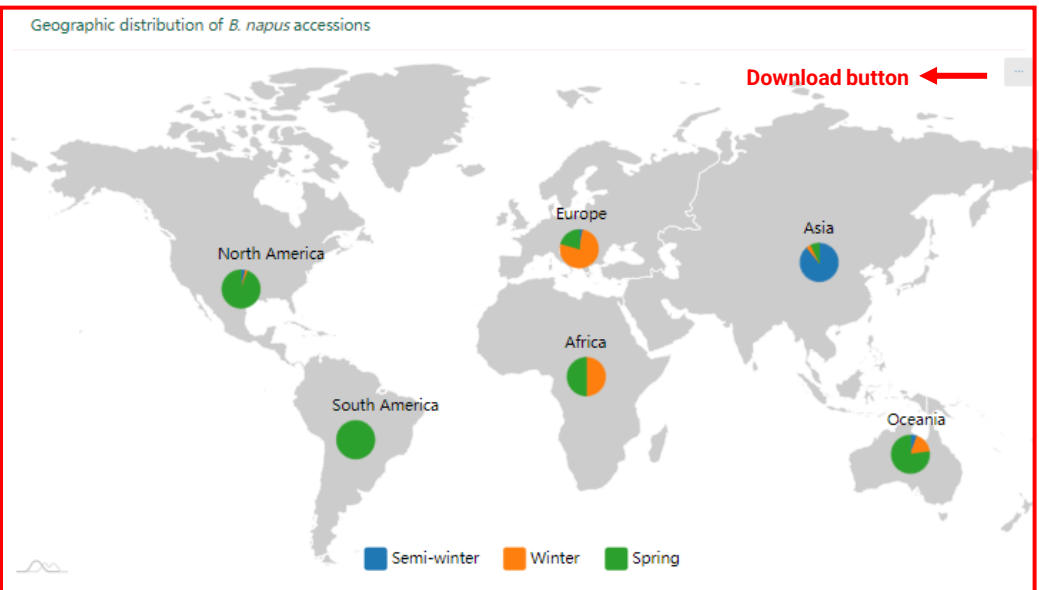 Geographic distribution of B. napus accessions
Download button
...
Europe
Asia
North America
Africa
South America
Oceania
Semi-winter
Winter
Spring